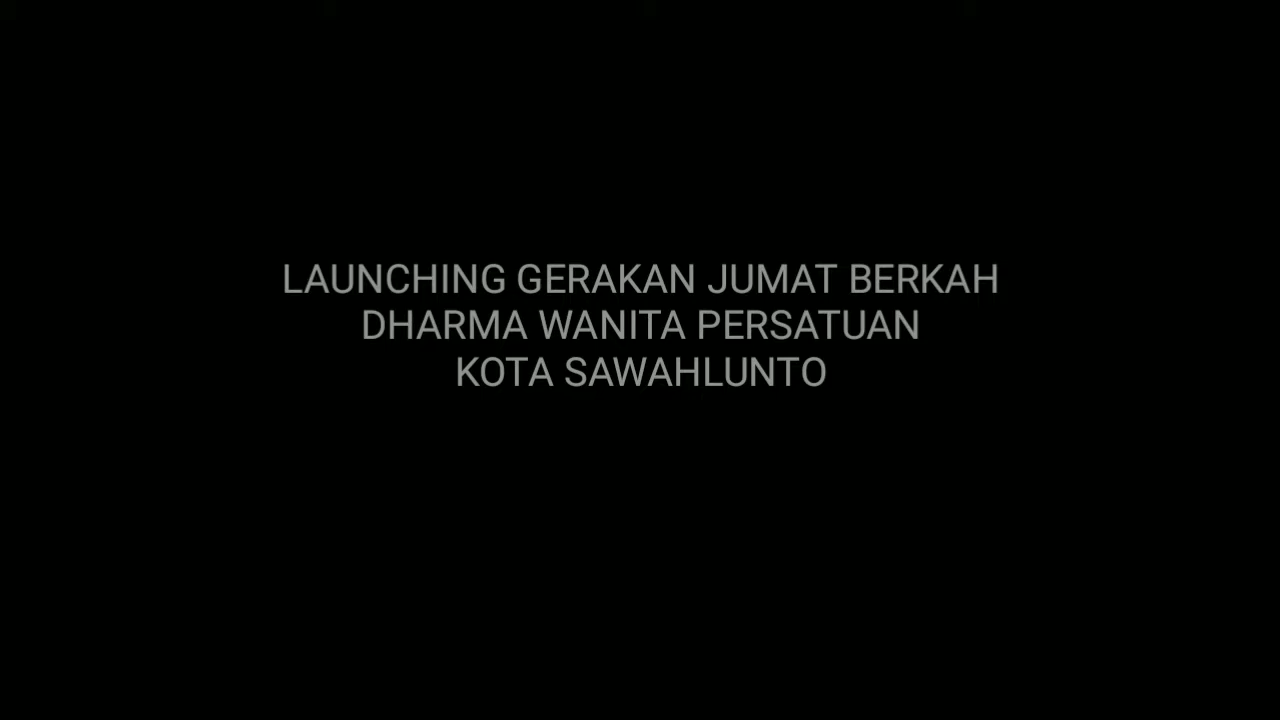 LAUNCHING GERAKAN JUMAT BERKAH
DHARMA WANITA PERSATUAN
KOTA SAWAHLUNTO